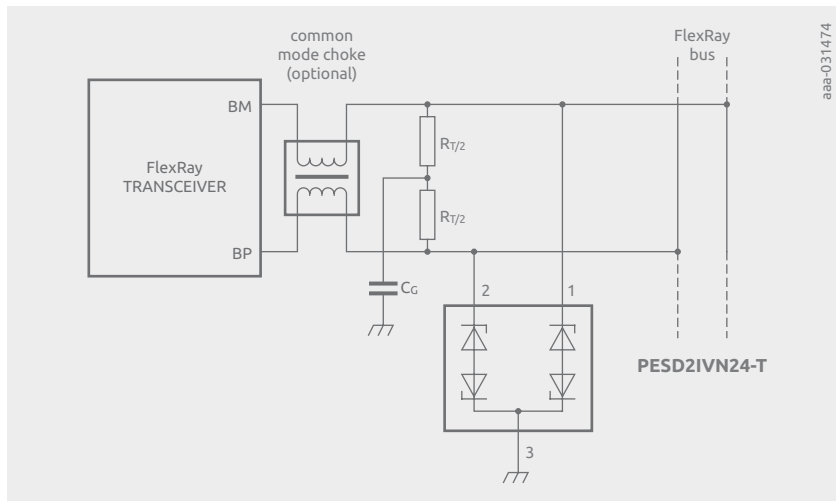 common
mode choke
(optional)
FlexRay
bus
aaa-031474
BM
FlexRay
TRANSCEIVER
BP
RT/2
RT/2
CG
2
1
PESD2IVN24-T
3